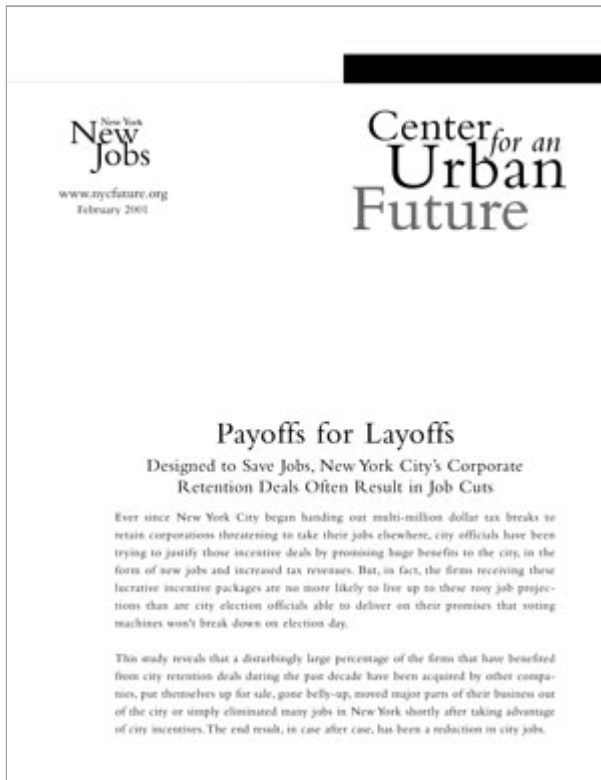 New York
New
Jobs
www.nycfuture.org
February 2001
Center for an
Urban
Future
Payoffs for Layoffs
Designed to Save Jobs, New York City's Corporate
Retention Deals Often Result in Job Cuts
Ever since New York City began handing out multi-million dollar tax breaks to
retain corporations threatening to take their jobs elsewhere, city officials have been
trying to justify those incentive deals by promising huge benefits to the city, in the
form of new jobs and increased tax revenues. But, in fact, the firms receiving these
lucrative incentive packages are no more likely to live up to these rosy job projec-
tions than are city election officials able to deliver on their promises that voting
machines won't break down on election day.
This study reveals that a disturbingly large percentage of the firms that have benefited
from city retention deals during the past decade have been acquired by other compa-
nies, put themselves up for sale, gone belly-up, moved major parts of their business out
of the city or simply eliminated many jobs in New York shortly after taking advantage
of city incentives. The end result, in case after case, has been a reduction in city jobs.